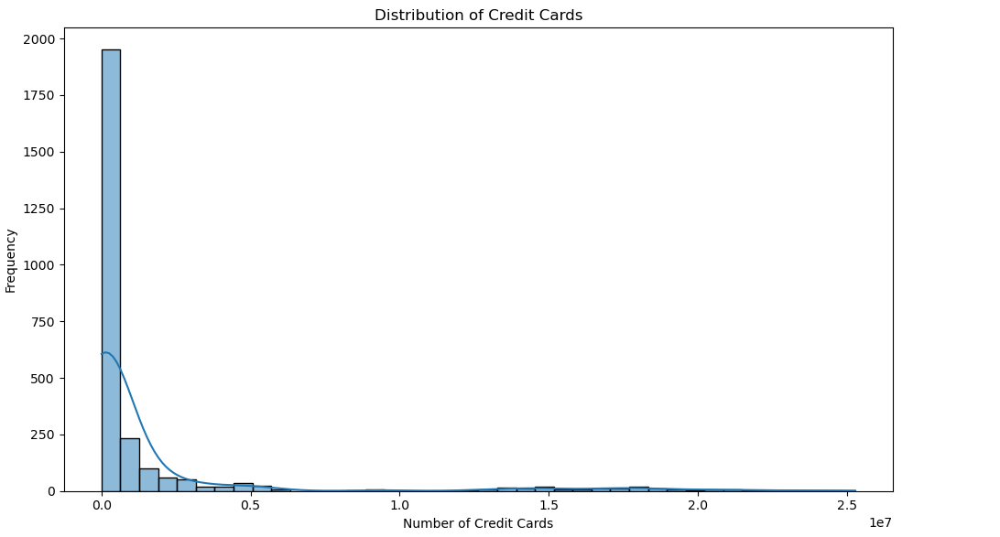 Distribution of Credit Cards
2000
1750
1500
1250
1000
750
500
250
0
Frequency
0.0 0.5 1.0 1.5 2.0 2.5
1e7
Number of Credit Cards